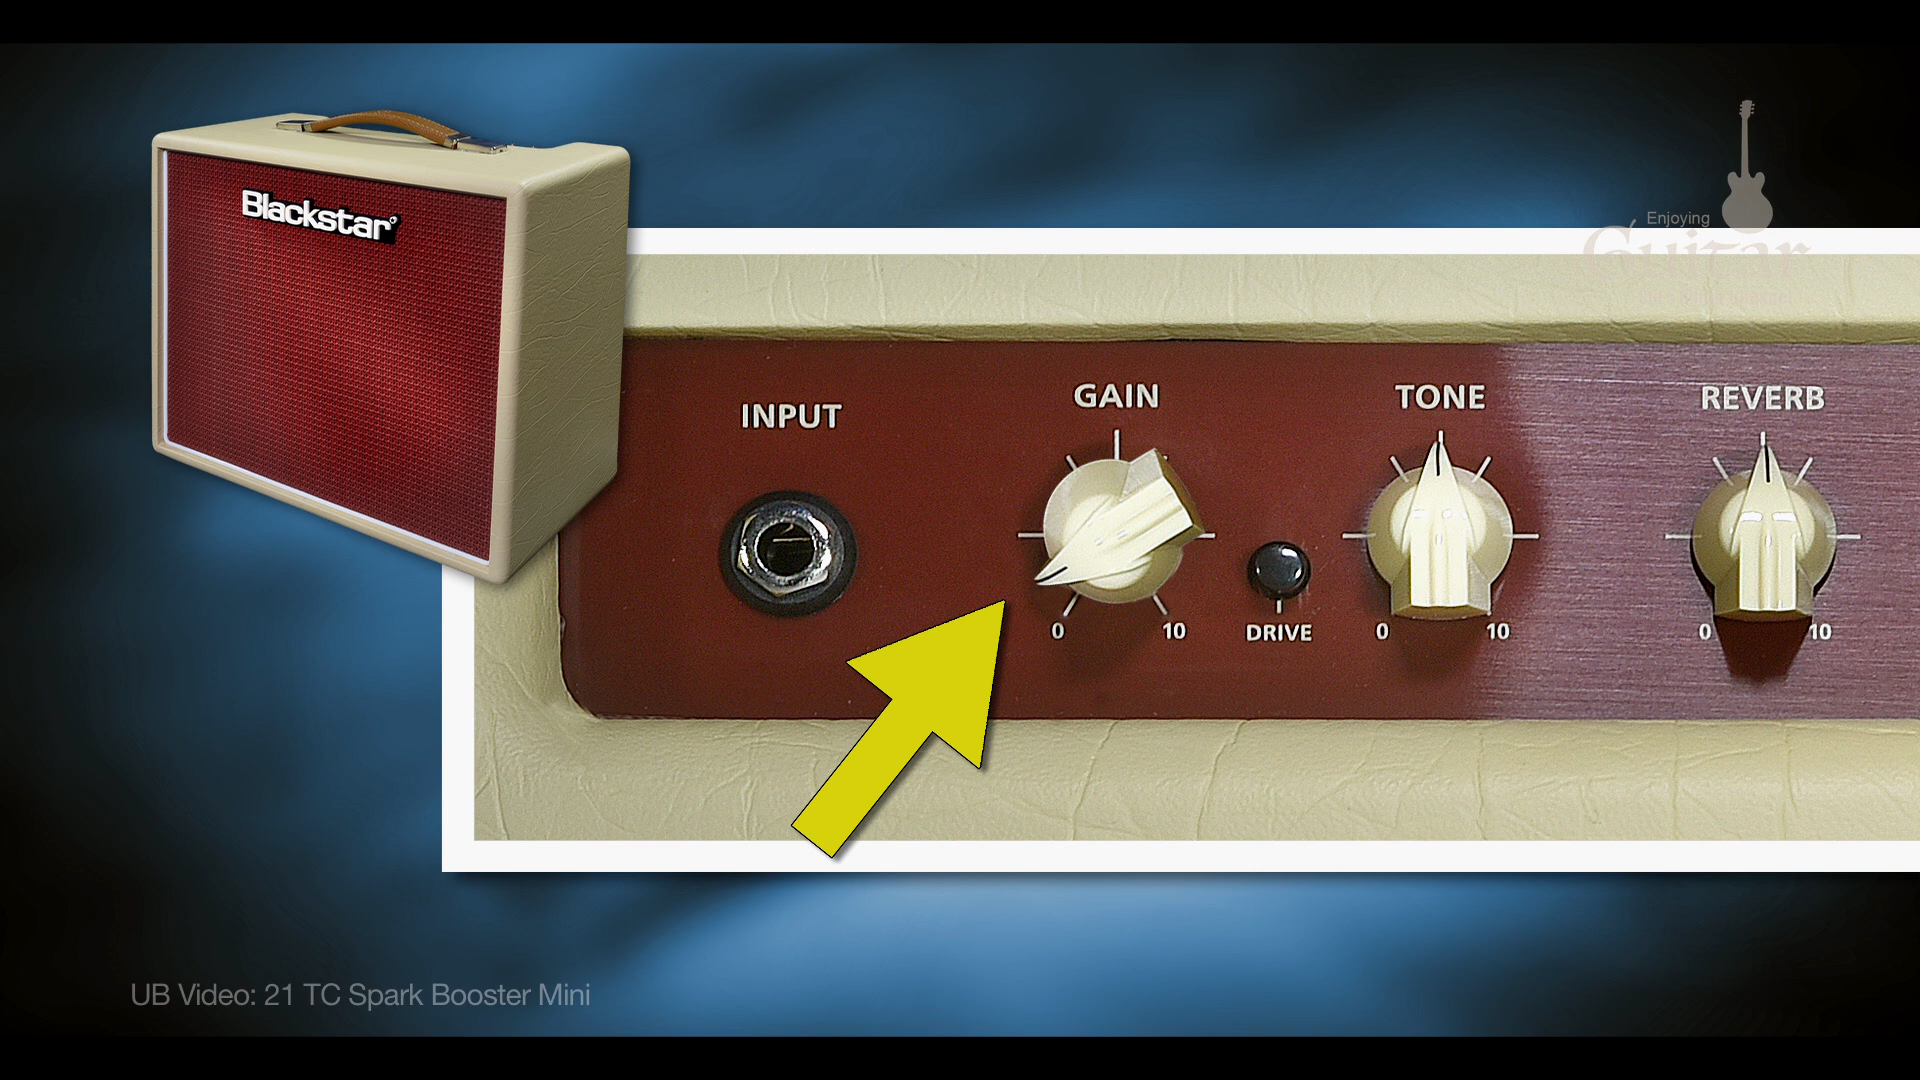 Blackstar
Enjoying
Guitar
INPUT
GAIN
TONE
REVERB
0
10
DRIVE
0
10
0
10
UB Video: 21 TC Spark Booster Mini